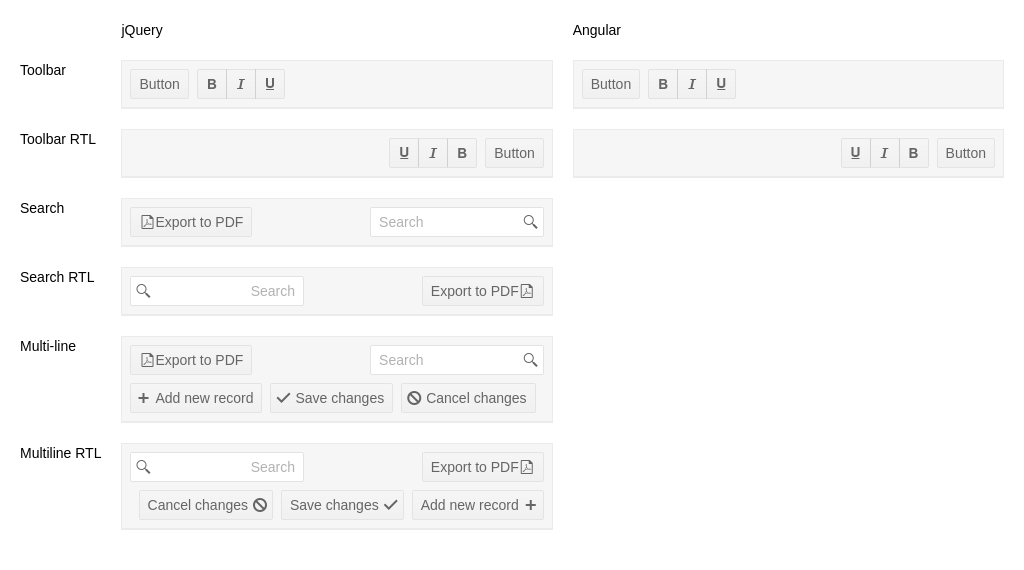 jQuery Angular
Toolbar Button B I U Button B I U
Toolbar RTL U I B Button U I B Button
Search Export to PDF Search
Search RTL Search Export to PDF
Multi-line Export to PDF Search
Add new record Save changes Cancel changes
Multiline RTL Search Export to PDF
Cancel changes Save changes Add new record